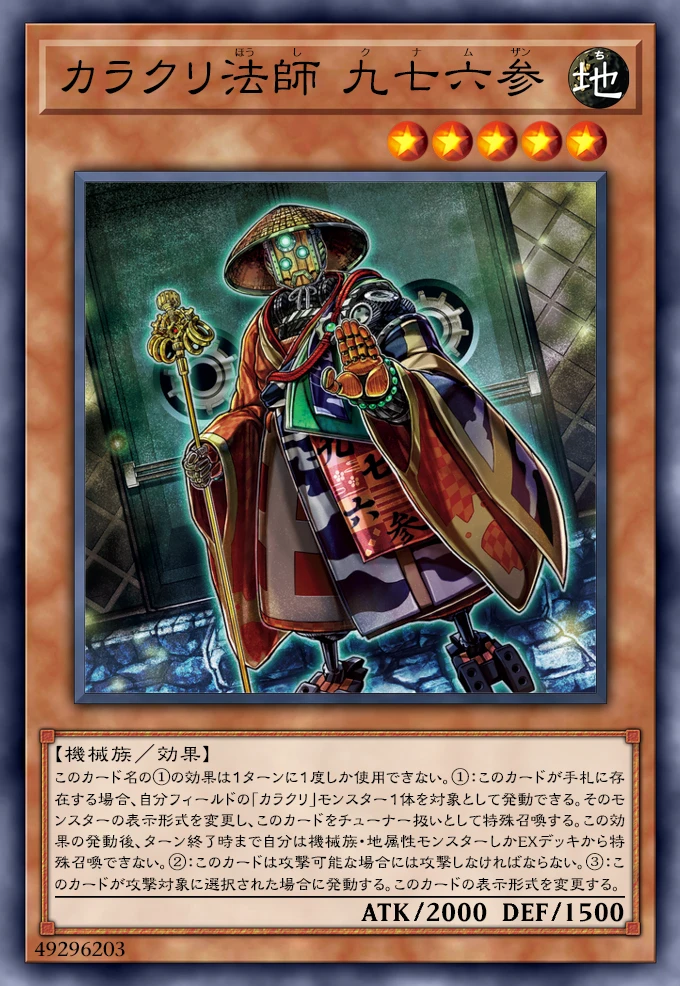 ほうし クナムザン
カラクリ法師 九七六参
ち
地
九七六参
【機械族／効果】
このカード名の①の効果は1ターンに1度しか使用できない。①：このカードが手札に存
在する場合、自分フィールドの「カラクリ」モンスター1体を対象として発動できる。そのモ
ンスターの表示形式を変更し、このカードをチューナー扱いとして特殊召喚する。この効
果の発動後、ターン終了時まで自分は機械族・地属性モンスターしかEXデッキから特
殊召喚できない。②：このカードは攻撃可能な場合には攻撃しなければならない。③：こ
のカードが攻撃対象に選択された場合に発動する。このカードの表示形式を変更する。
ATK/2000 DEF/1500
49296203